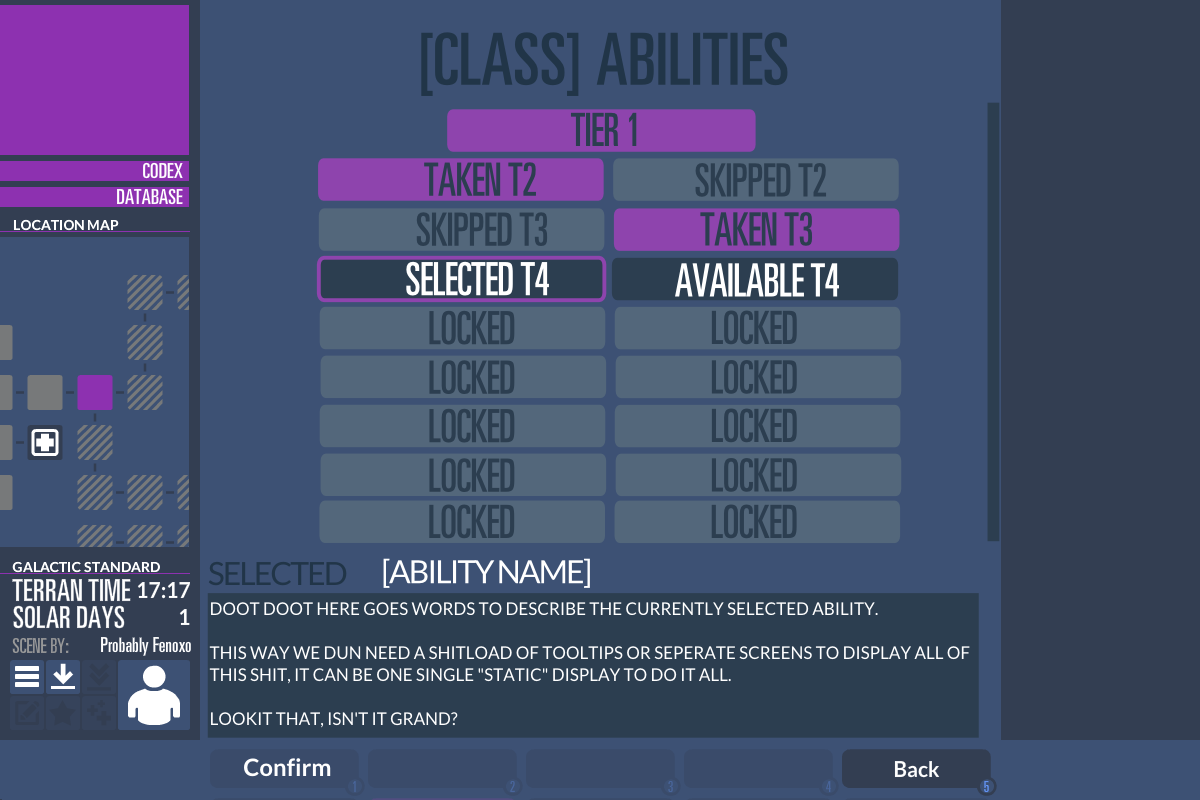 [CLASS] ABILITIES
TIER 1
CODEX
TAKEN T2 SKIPPED T2
DATABASE
LOCATION MAP
SKIPPED T3 TAKEN T3
SELECTED T4 AVAILABLE T4
LOCKED LOCKED
LOCKED LOCKED
LOCKED LOCKED
LOCKED LOCKED
LOCKED LOCKED
GALACTIC STANDARD
TERRAN TIME 17:17
SOLAR DAYS 1
SCENE BY: Probably Fenoxo
SELECTED [ABILITY NAME]
DOOT DOOT HERE GOES WORDS TO DESCRIBE THE CURRENTLY SELECTED ABILITY.
THIS WAY WE DUN NEED A SHITLOAD OF TOOLTIPS OR SEPERATE SCREENS TO DISPLAY ALL OF
THIS SHIT, IT CAN BE ONE SINGLE "STATIC" DISPLAY TO DO IT ALL.
LOOKIT THAT, ISN'T IT GRAND?
Confirm Back
1 2 3 4 5